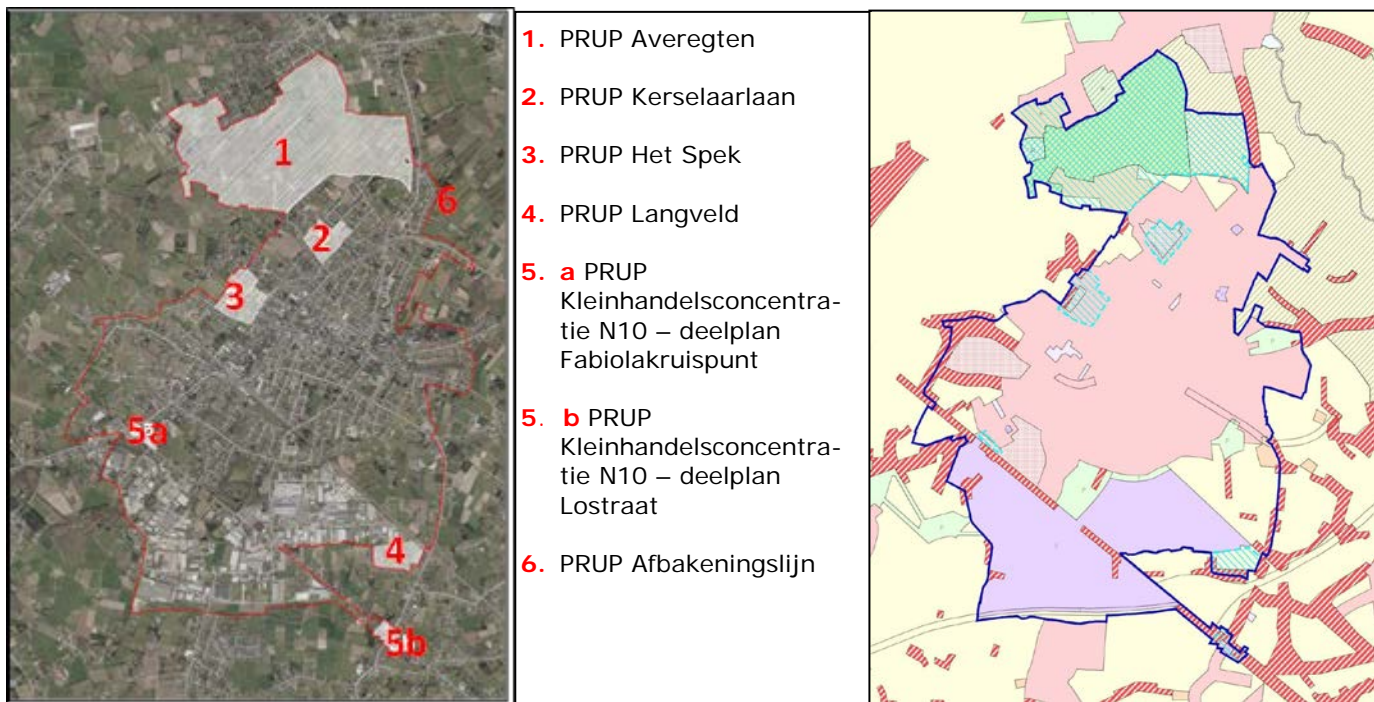 1
2
3
4
5a
5b
6
1. PRUP Averegten
2. PRUP Kerselaarlaan
3. PRUP Het Spek
4. PRUP Langveld
5. a PRUP
Kleinhandelsconcentra-
tie N10 – deelplan
Fabiolakruispunt
5. b PRUP
Kleinhandelsconcentra-
tie N10 – deelplan
Lostraat
6. PRUP Afbakeningslijn